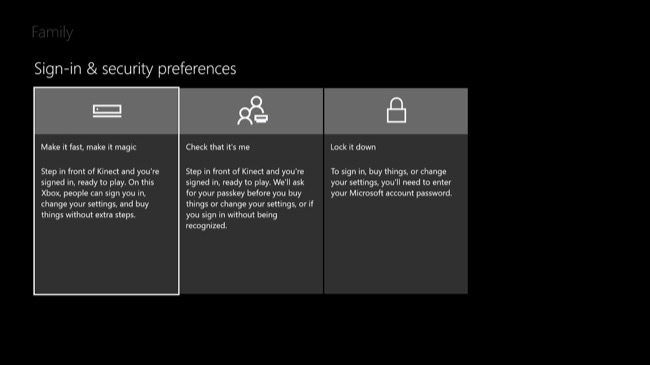 Family
Sign-in & security preferences
Make it fast, make it magic
Step in front of Kinect and you're
signed in, ready to play. On this
Xbox, people can sign you in,
change your settings, and buy
things without extra steps.
Check that it's me
Step in front of Kinect and you're
signed in, ready to play. We'll ask
for your passkey before you buy
things or change your settings, or if
you sign in without being
recognized.
Lock it down
To sign in, buy things, or change
your settings, you'll need to enter
your Microsoft account password.